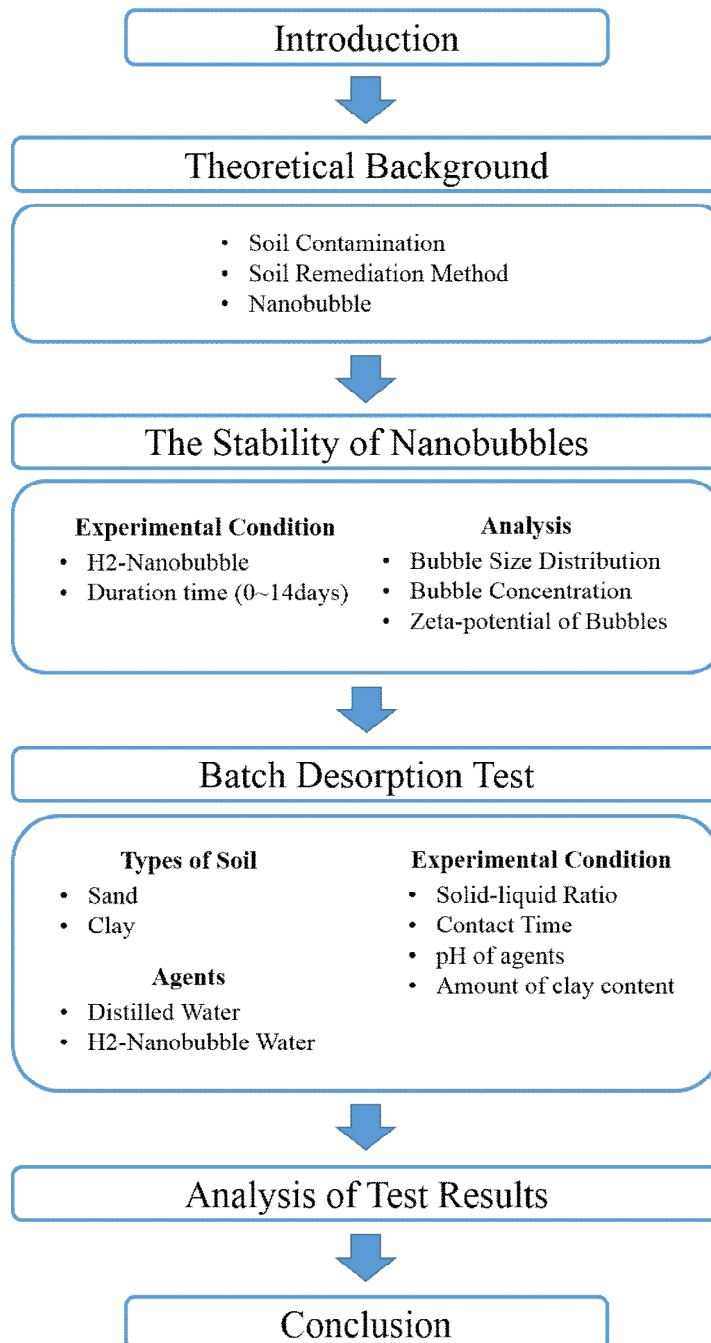 Introduction
Theoretical Background
• Soil Contamination
• Soil Remediation Method
• Nanobubble
The Stability of Nanobubbles
Experimental Condition
• H2-Nanobubble
• Duration time (0~14days)
Analysis
• Bubble Size Distribution
• Bubble Concentration
• Zeta-potential of Bubbles
Batch Desorption Test
Types of Soil
• Sand
• Clay
Agents
• Distilled Water
• H2-Nanobubble Water
Experimental Condition
• Solid-liquid Ratio
• Contact Time
• pH of agents
• Amount of clay content
Analysis of Test Results
Conclusion